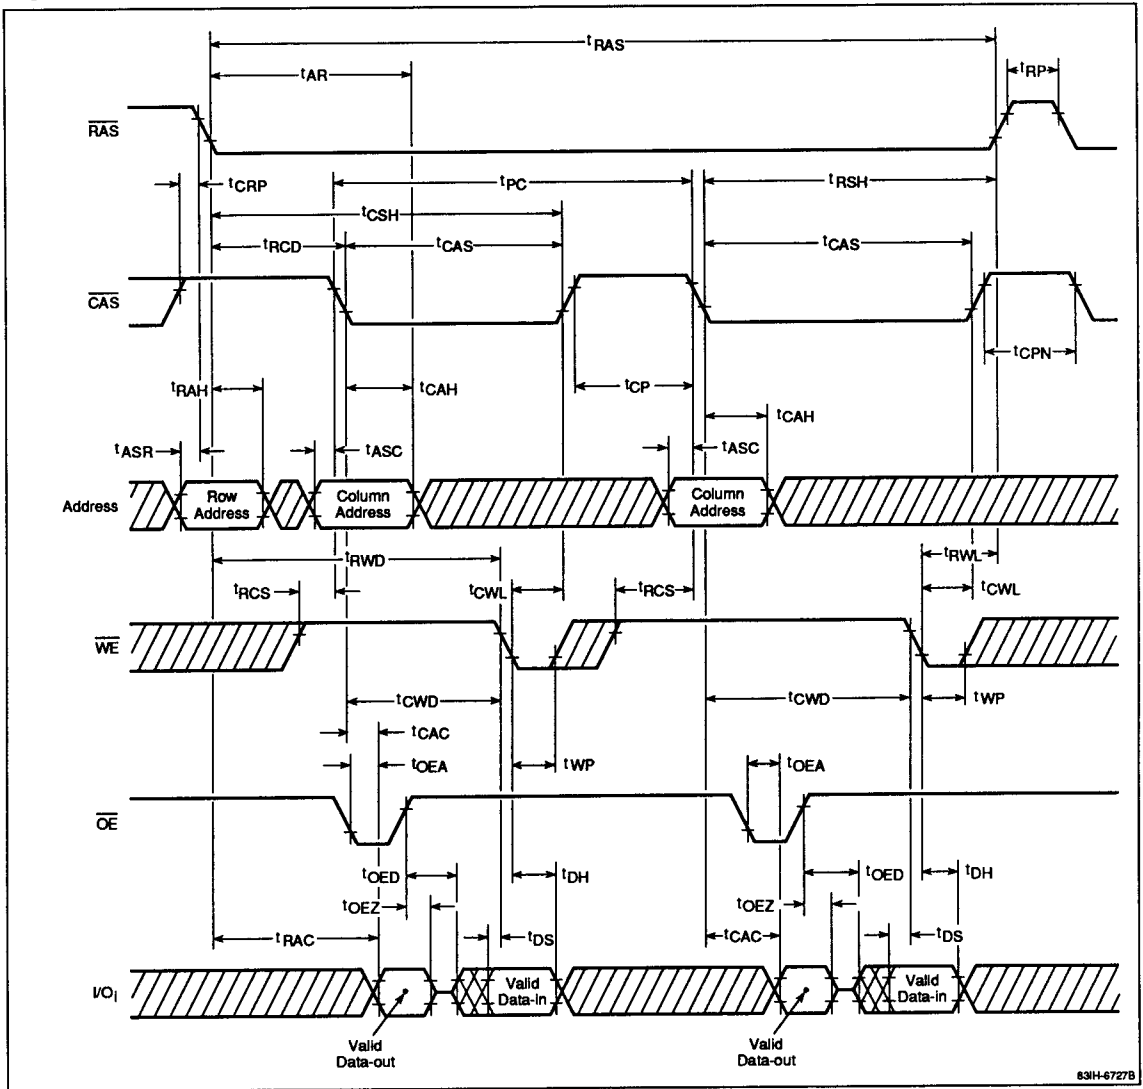 tRAS
tAR
tRP
RAS
tCRP
tPC
tRSH
tCSH
tRCD
tCAS
tCAS
CAS
tCPN
tRAH
tCAH
tCP
tCAH
tASR
tASC
tASC
Address
Row
Address
Column
Address
Column
Address
tRWD
tRWL
tRCS
tCWL
tRCS
tCWL
WE
tCWD
tCWD
tWP
tCAC
tOEA
tWP
tOEA
OE
tOED
tDH
tOED
tDH
tOEZ
tOEZ
tRAC
tDS
tCAC
tDS
I/Oi
Valid
Data-in
Valid
Data-in
Valid
Data-out
Valid
Data-out
83IH-6727B